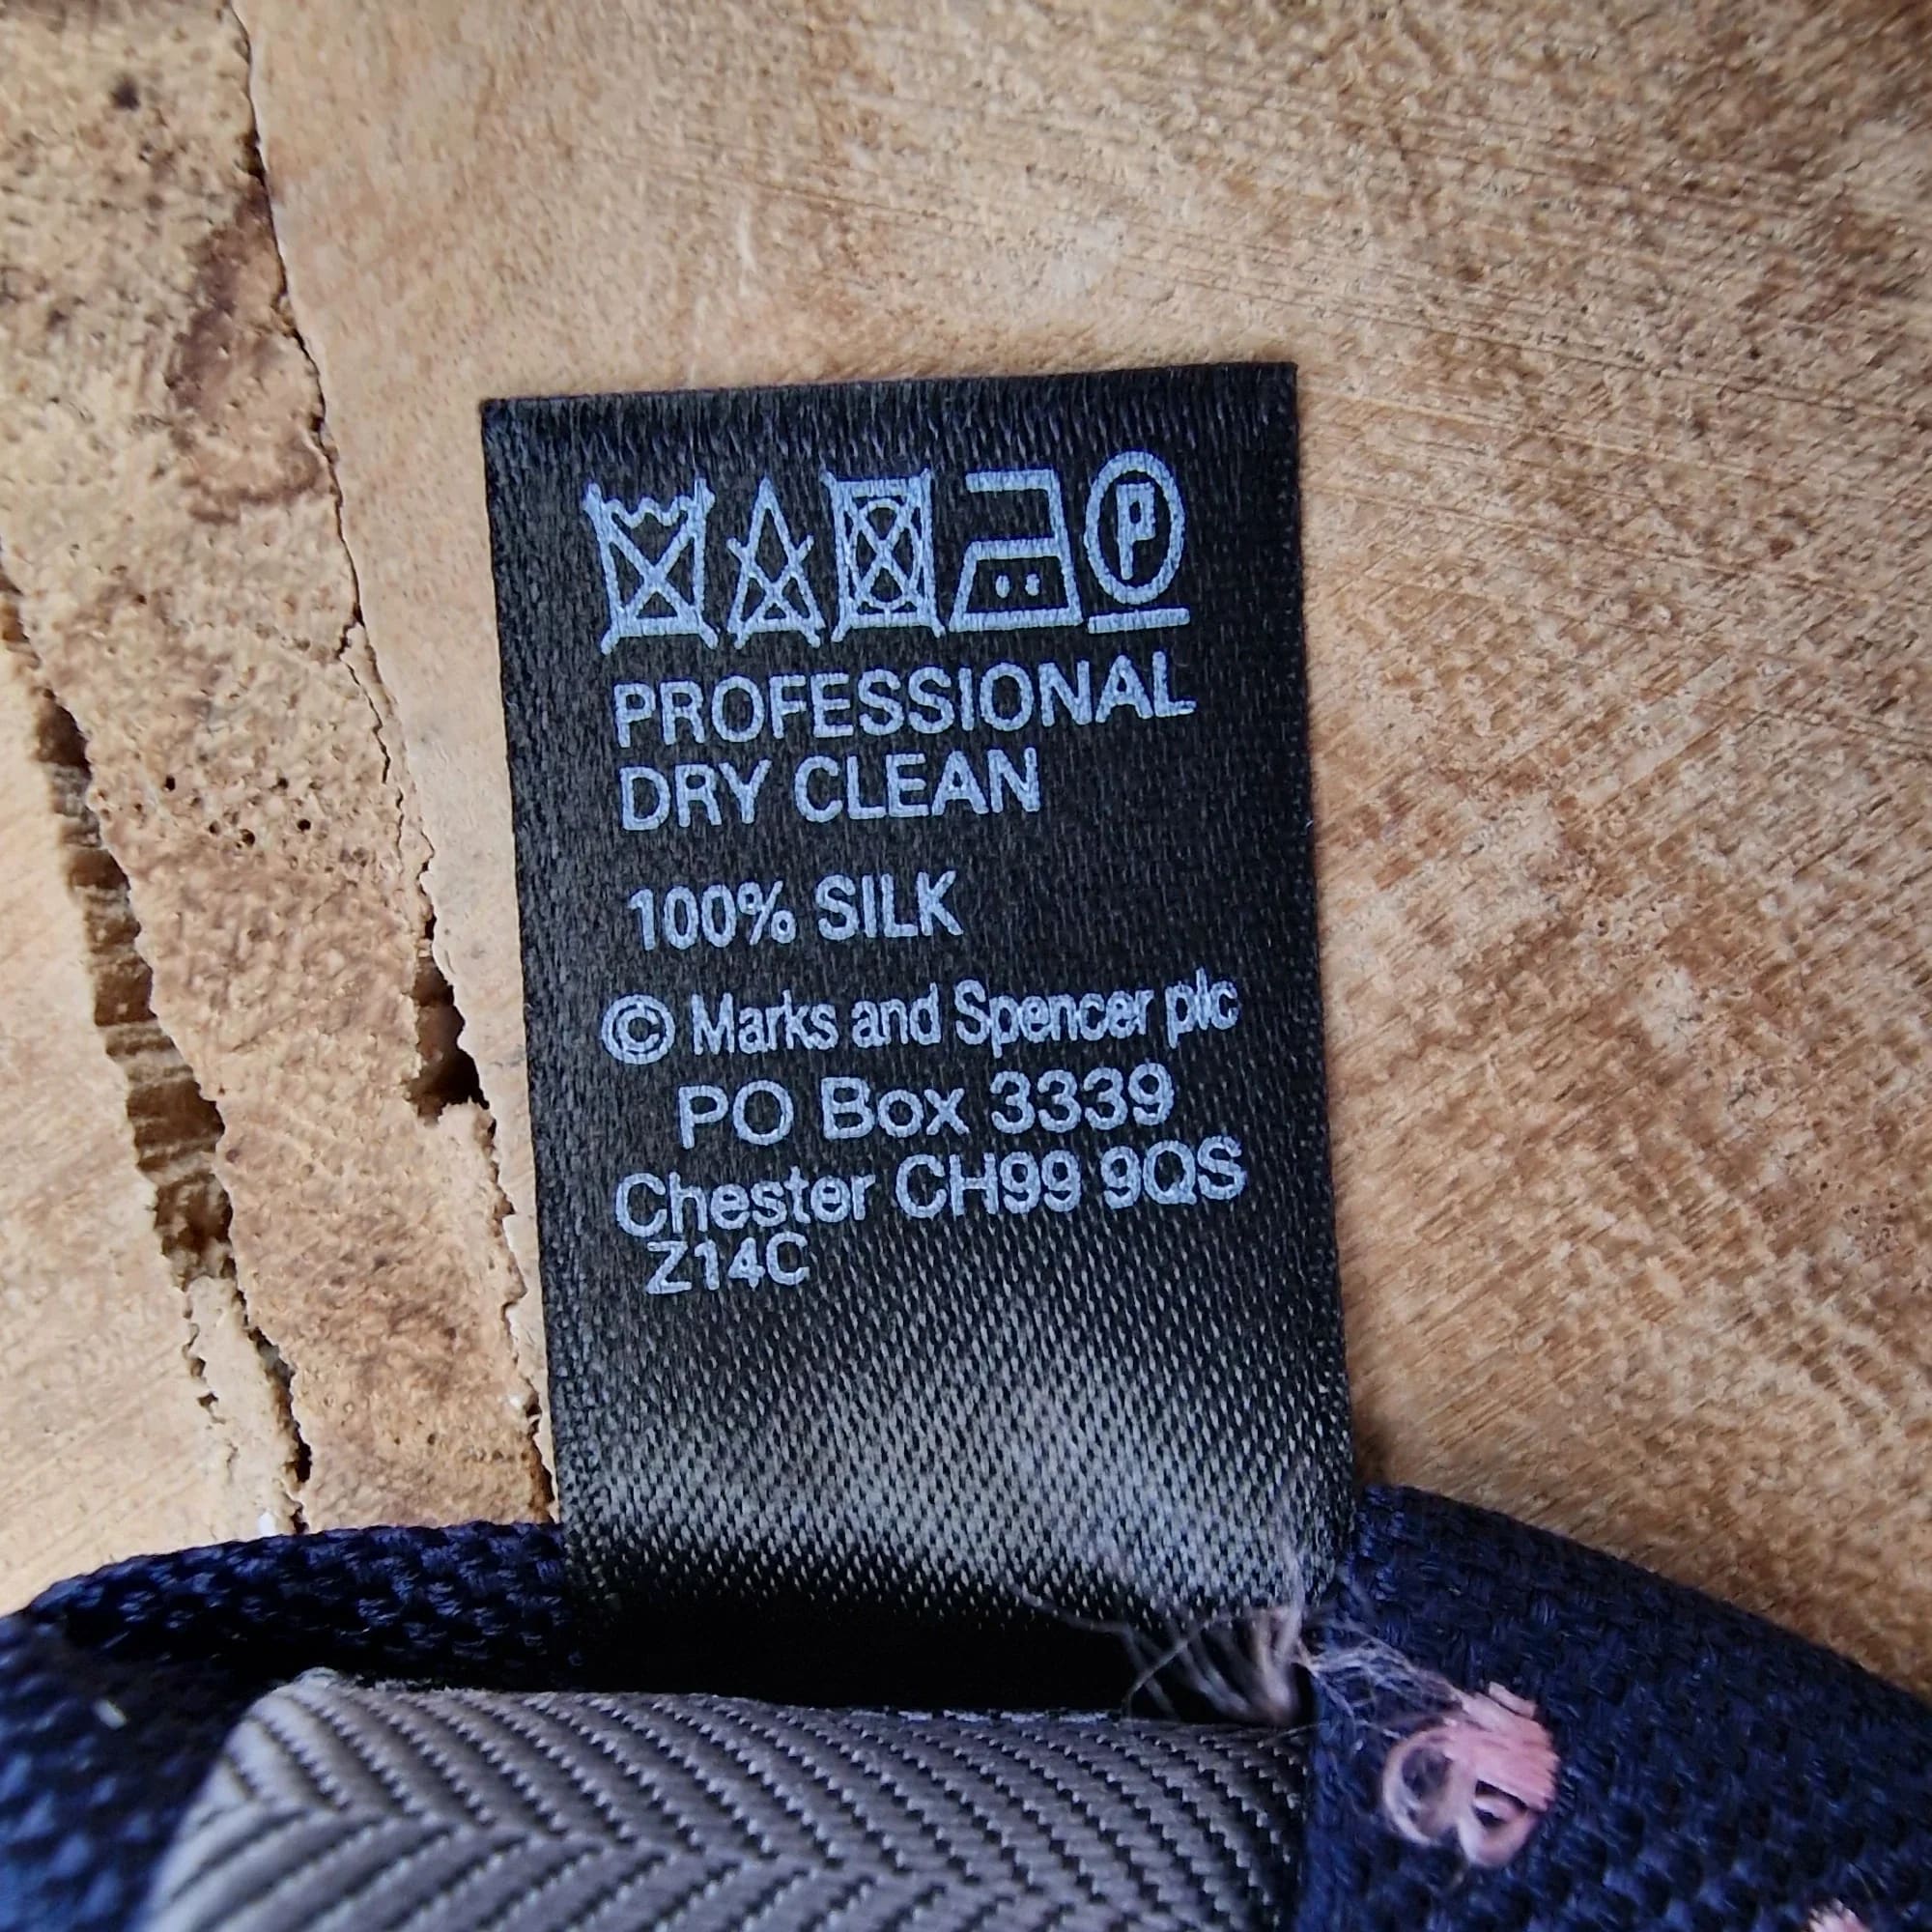 P
PROFESSIONAL
DRY CLEAN
100% SILK
© Marks and Spencer plc
PO Box 3339
Chester CH99 9QS
Z14C